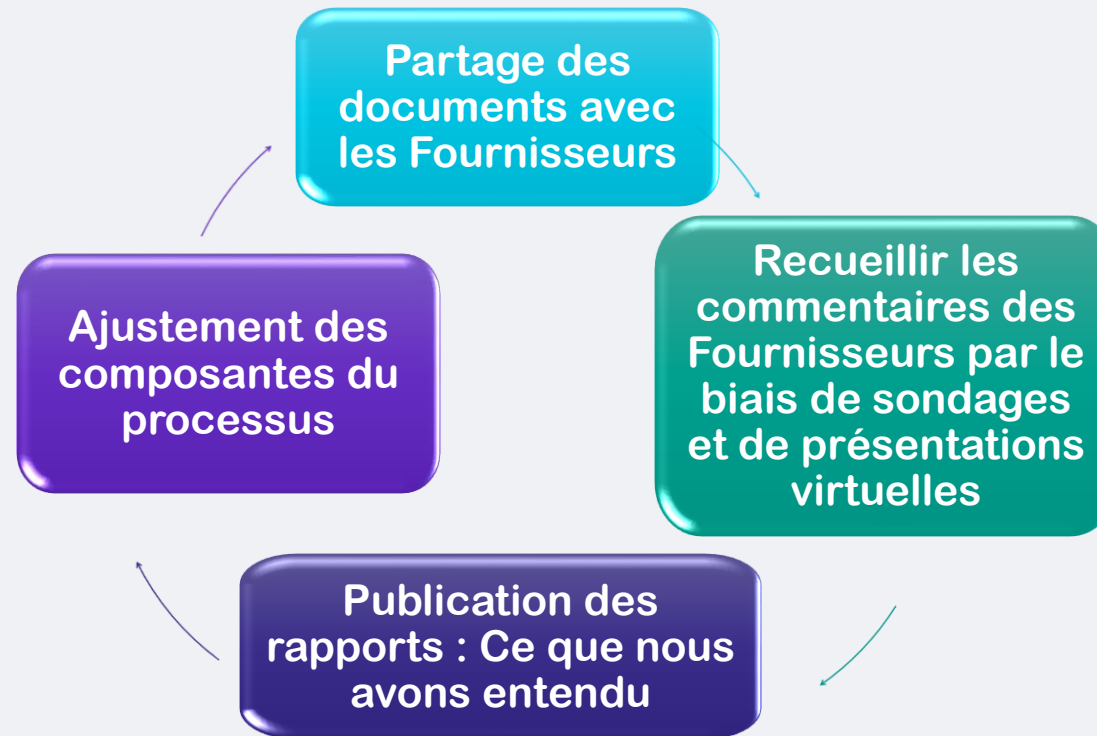 Partage des
documents avec
les Fournisseurs
Recueillir les
commentaires des
Fournisseurs par le
biais de sondages
et de présentations
virtuelles
Publication des
rapports : Ce que nous
avons entendu
Ajustement des
composantes du
processus